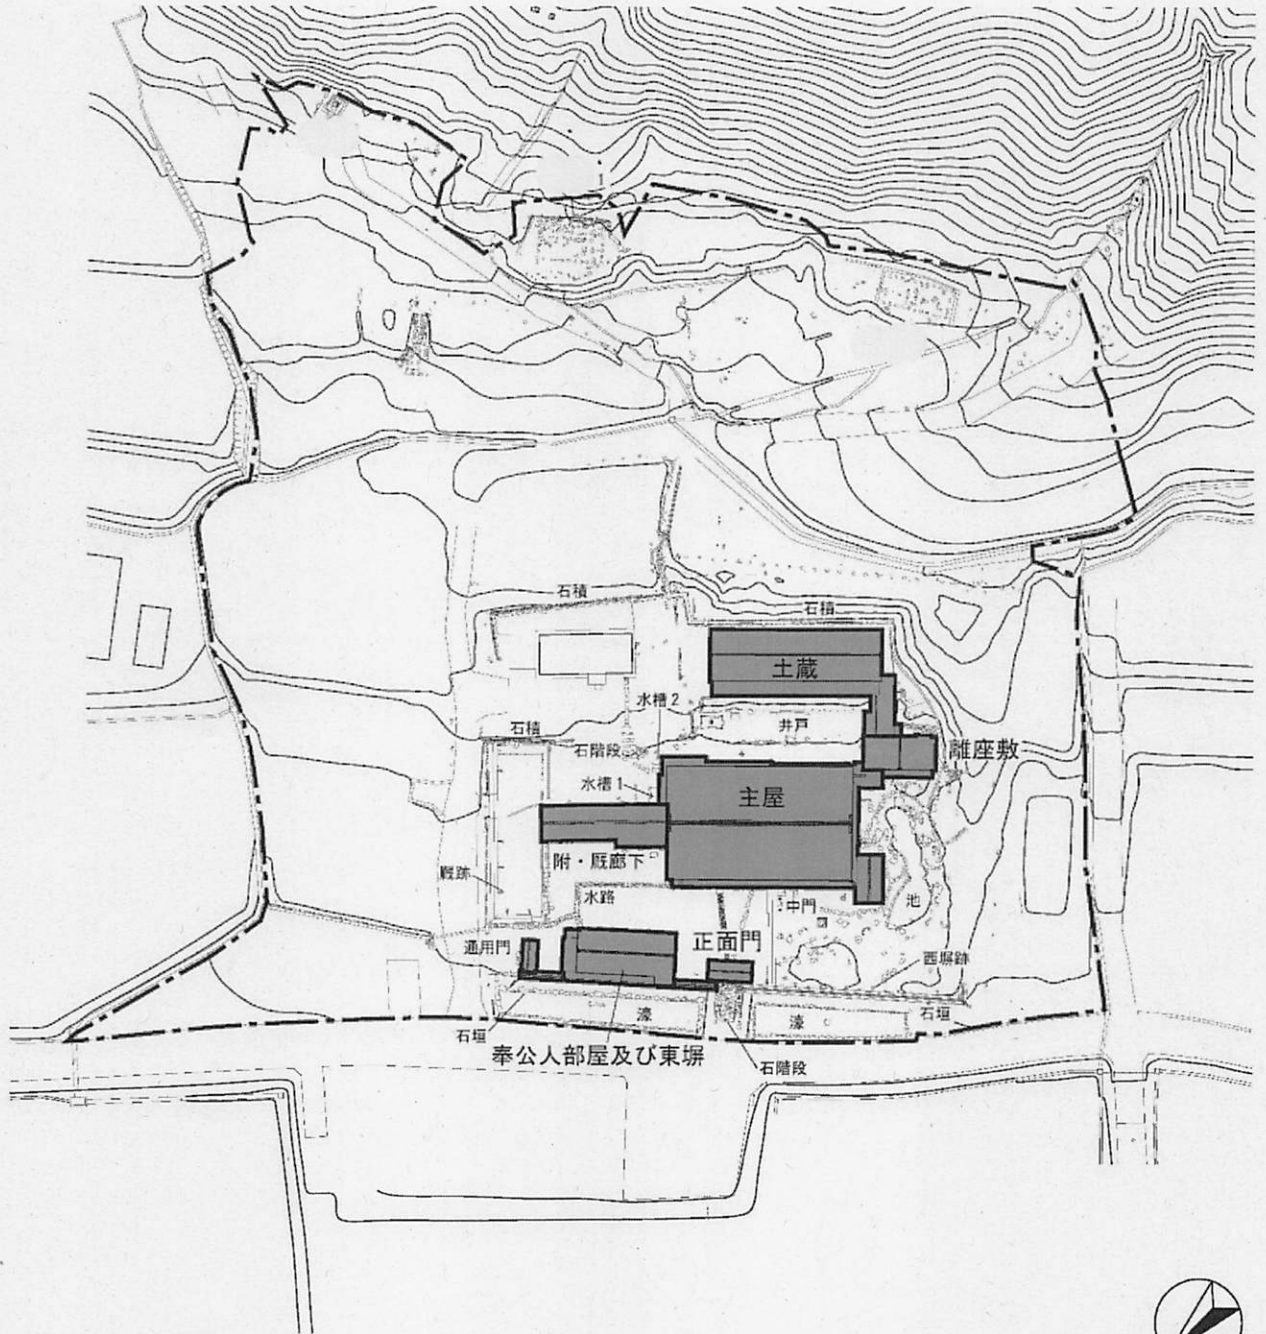 石積
石積
土蔵
水槽2
石積
井戸
石階段
離座敷
水槽1
主屋
附・厩廊下
厩跡
水路
中門
池
正面門
通用門
西塀跡
濠
石垣
濠
石垣
奉公人部屋及び東塀
石階段